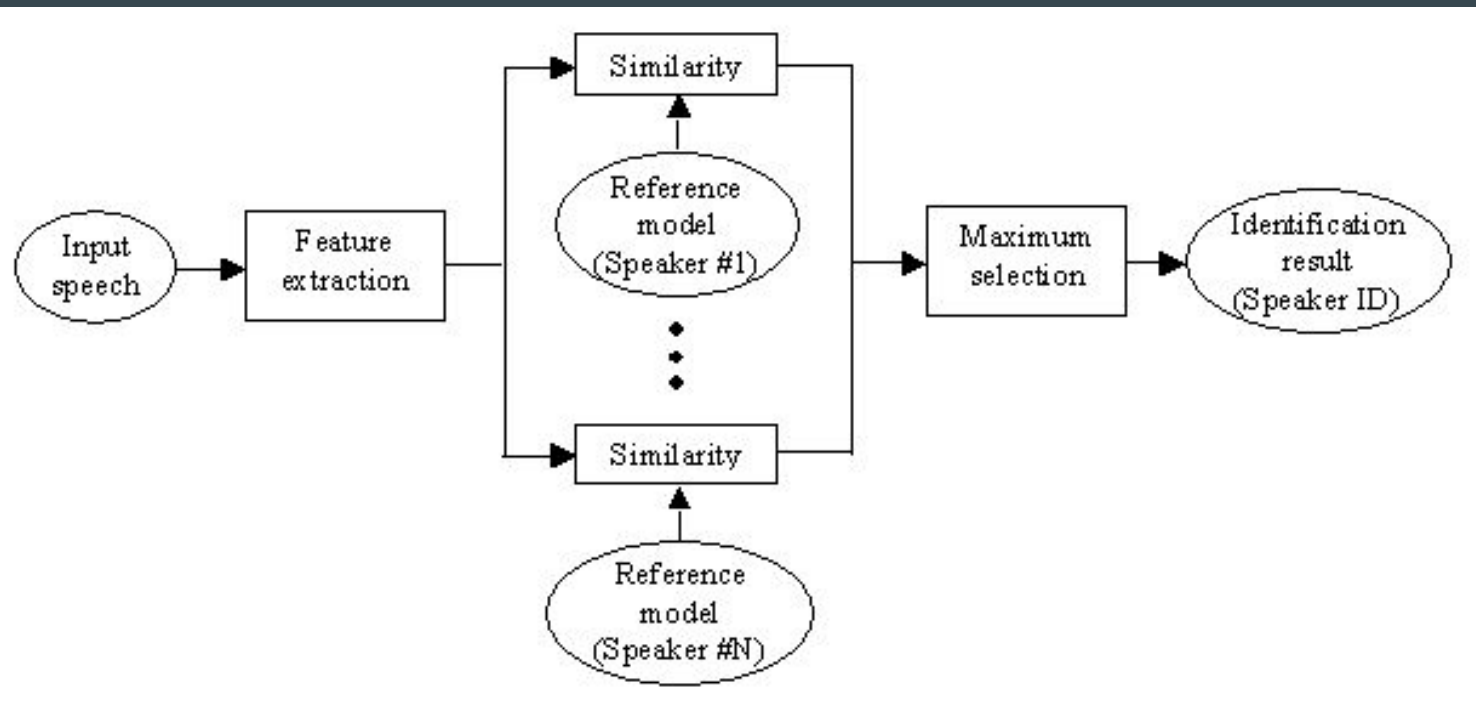 Input
speech
Feature
extraction
Similarity
Reference
model
(Speaker #1)
Similarity
Reference
model
(Speaker #N)
Maximum
selection
Identification
result
(Speaker ID)